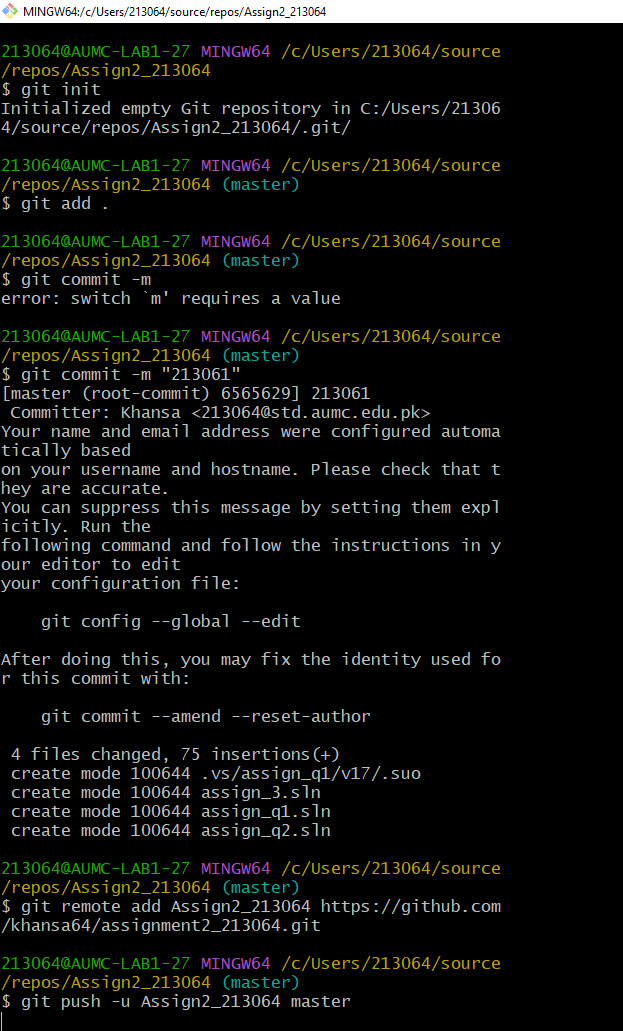 MINGW64:/c/Users/213064/source/repos/Assign2_213064
213064@AUMC-LAB1-27 MINGW64 /c/Users/213064/source
/repos/Assign2_213064
$ git init
Initialized empty Git repository in C:/Users/21306
4/source/repos/Assign2_213064/.git/
213064@AUMC-LAB1-27 MINGW64 /c/Users/213064/source
/repos/Assign2_213064 (master)
$ git add .
213064@AUMC-LAB1-27 MINGW64 /c/Users/213064/source
/repos/Assign2_213064 (master)
$ git commit -m
error: switch `m' requires a value
213064@AUMC-LAB1-27 MINGW64 /c/Users/213064/source
/repos/Assign2_213064 (master)
$ git commit -m "213061"
[master (root-commit) 6565629] 213061
Committer: Khansa <213064@std.aumc.edu.pk>
Your name and email address were configured automa
tically based
on your username and hostname. Please check that t
hey are accurate.
You can suppress this message by setting them expl
icitly. Run the
following command and follow the instructions in y
our editor to edit
your configuration file:
git config --global --edit
After doing this, you may fix the identity used fo
r this commit with:
git commit --amend --reset-author
4 files changed, 75 insertions(+)
create mode 100644 .vs/assign_q1/v17/.suo
create mode 100644 assign_3.sln
create mode 100644 assign_q1.sln
create mode 100644 assign_q2.sln
213064@AUMC-LAB1-27 MINGW64 /c/Users/213064/source
/repos/Assign2_213064 (master)
$ git remote add Assign2_213064 https://github.com
/khansa64/assignment2_213064.git
213064@AUMC-LAB1-27 MINGW64 /c/Users/213064/source
/repos/Assign2_213064 (master)
$ git push -u Assign2_213064 master